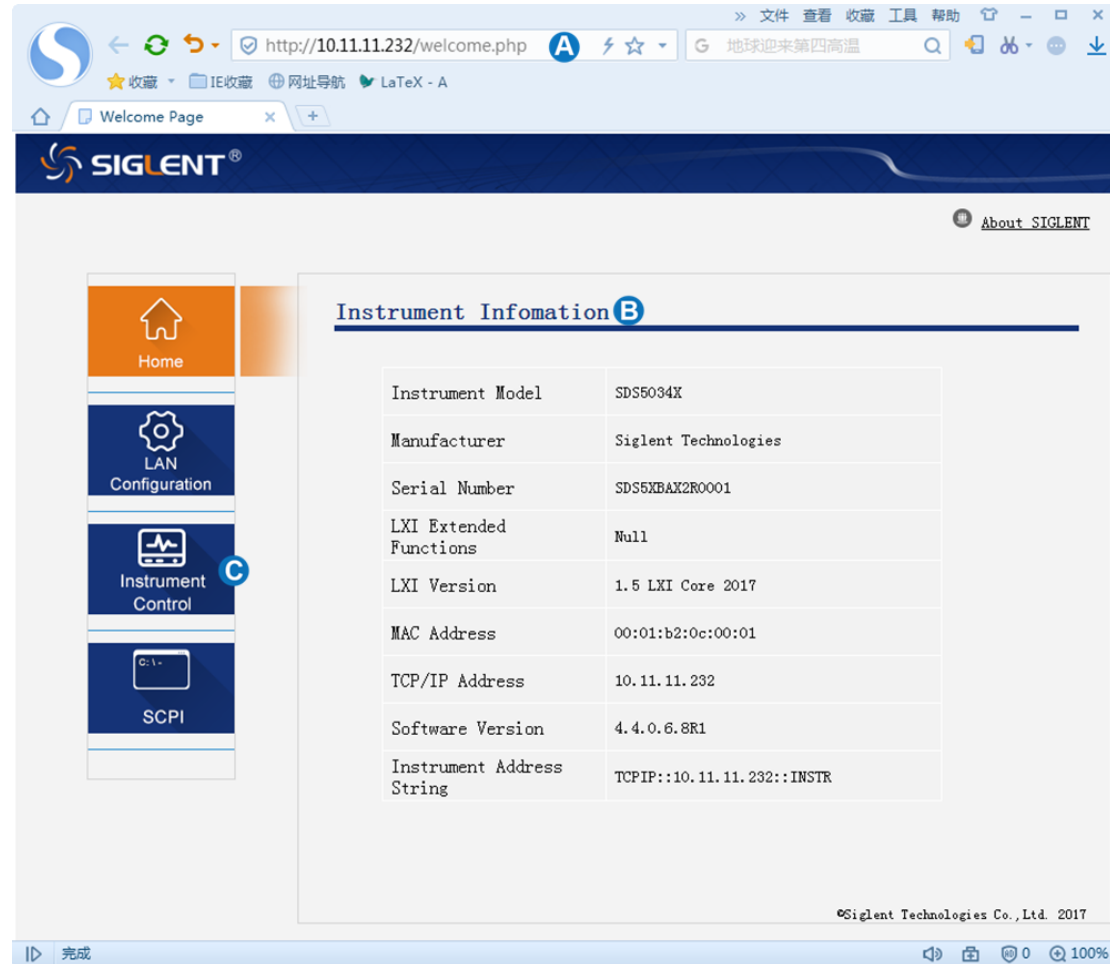 » 文件 查看 收藏 工具 帮助
http://10.11.11.232/welcome.php A G 地球迎来第四高温
收藏 IE收藏 网址导航 LaTeX - A
Welcome Page
SIGLENT®
About SIGLENT
Home
LAN
Configuration
Instrument
Control
C
C:\-
SCPI
Instrument Infomation B
Instrument Model SDS5034X
Manufacturer Siglent Technologies
Serial Number SDS5XBAX2R0001
LXI Extended
Functions Null
LXI Version 1.5 LXI Core 2017
MAC Address 00:01:b2:0c:00:01
TCP/IP Address 10.11.11.232
Software Version 4.4.0.6.8R1
Instrument Address
String TCPIP::10.11.11.232::INSTR
©Siglent Technologies Co.,Ltd. 2017
完成 0 100%